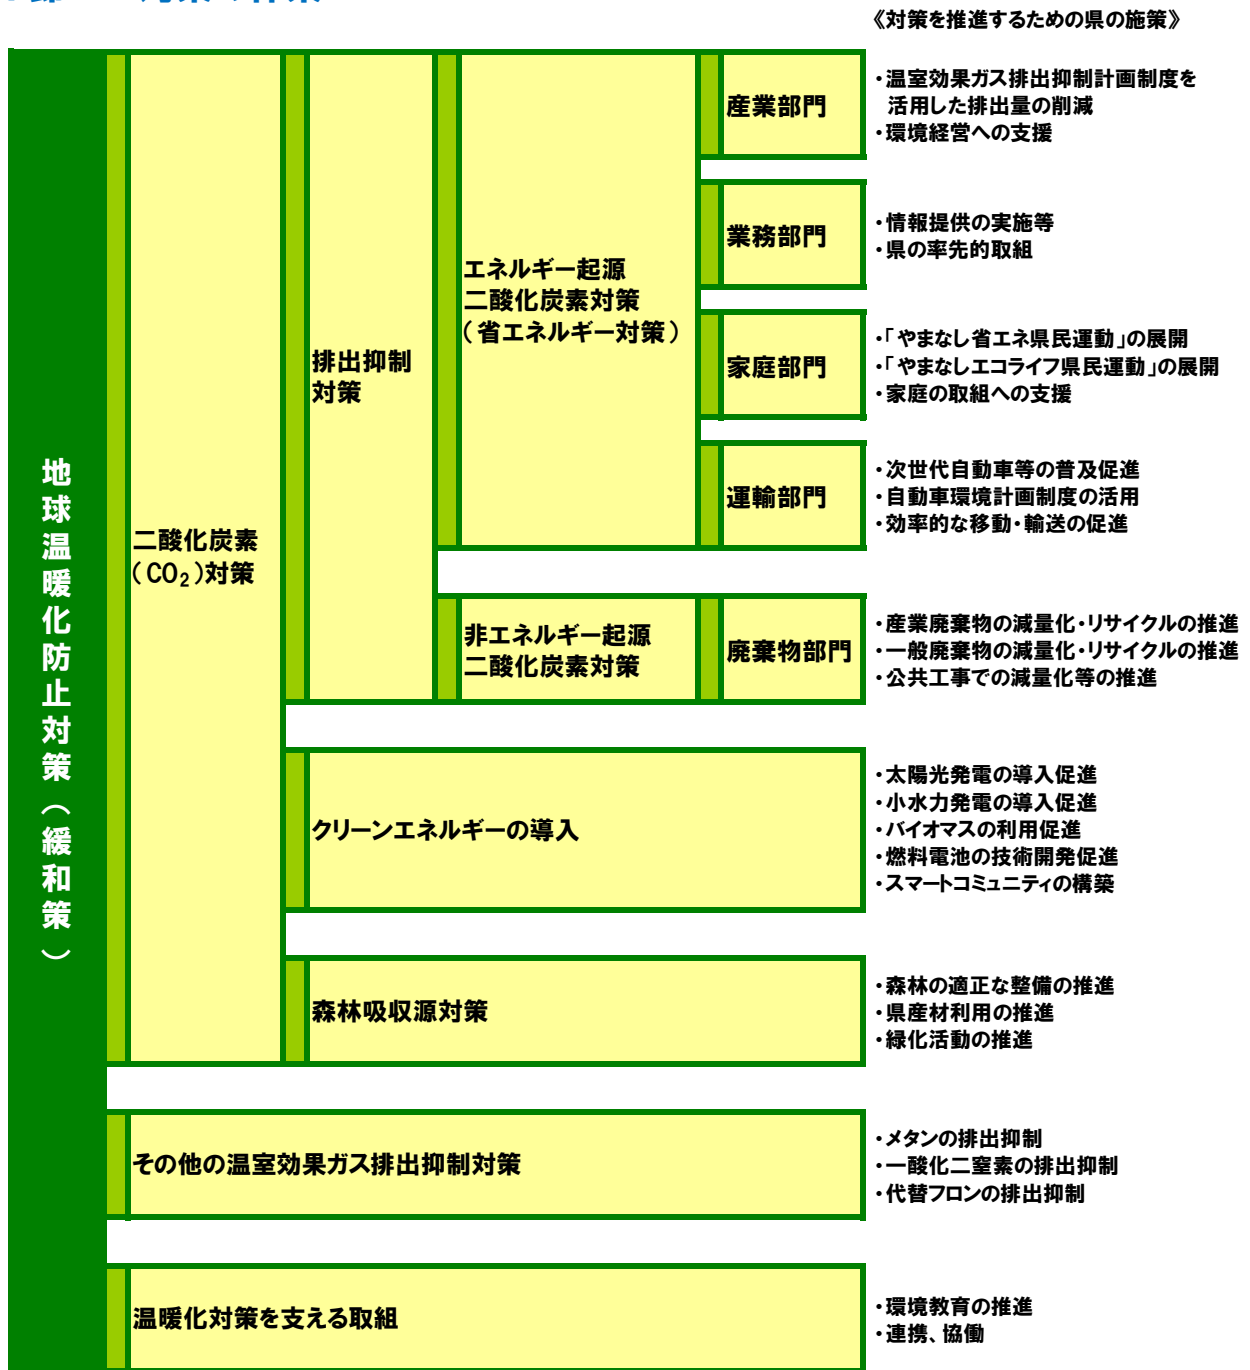 《対策を推進するための県の施策》
地球温暖化防止対策（緩和策）
二酸化炭素
（CO₂）対策
排出抑制
対策
エネルギー起源
二酸化炭素対策
（省エネルギー対策）
産業部門
・温室効果ガス排出抑制計画制度を
活用した排出量の削減
・環境経営への支援
業務部門
・情報提供の実施等
・県の率先的取組
家庭部門
・「やまなし省エネ県民運動」の展開
・「やまなしエコライフ県民運動」の展開
・家庭の取組への支援
運輸部門
・次世代自動車等の普及促進
・自動車環境計画制度の活用
・効率的な移動・輸送の促進
非エネルギー起源
二酸化炭素対策
廃棄物部門
・産業廃棄物の減量化・リサイクルの推進
・一般廃棄物の減量化・リサイクルの推進
・公共工事での減量化等の推進
クリーンエネルギーの導入
・太陽光発電の導入促進
・小水力発電の導入促進
・バイオマスの利用促進
・燃料電池の技術開発促進
・スマートコミュニティの構築
森林吸収源対策
・森林の適正な整備の推進
・県産材利用の推進
・緑化活動の推進
その他の温室効果ガス排出抑制対策
・メタンの排出抑制
・一酸化二窒素の排出抑制
・代替フロンの排出抑制
温暖化対策を支える取組
・環境教育の推進
・連携、協働